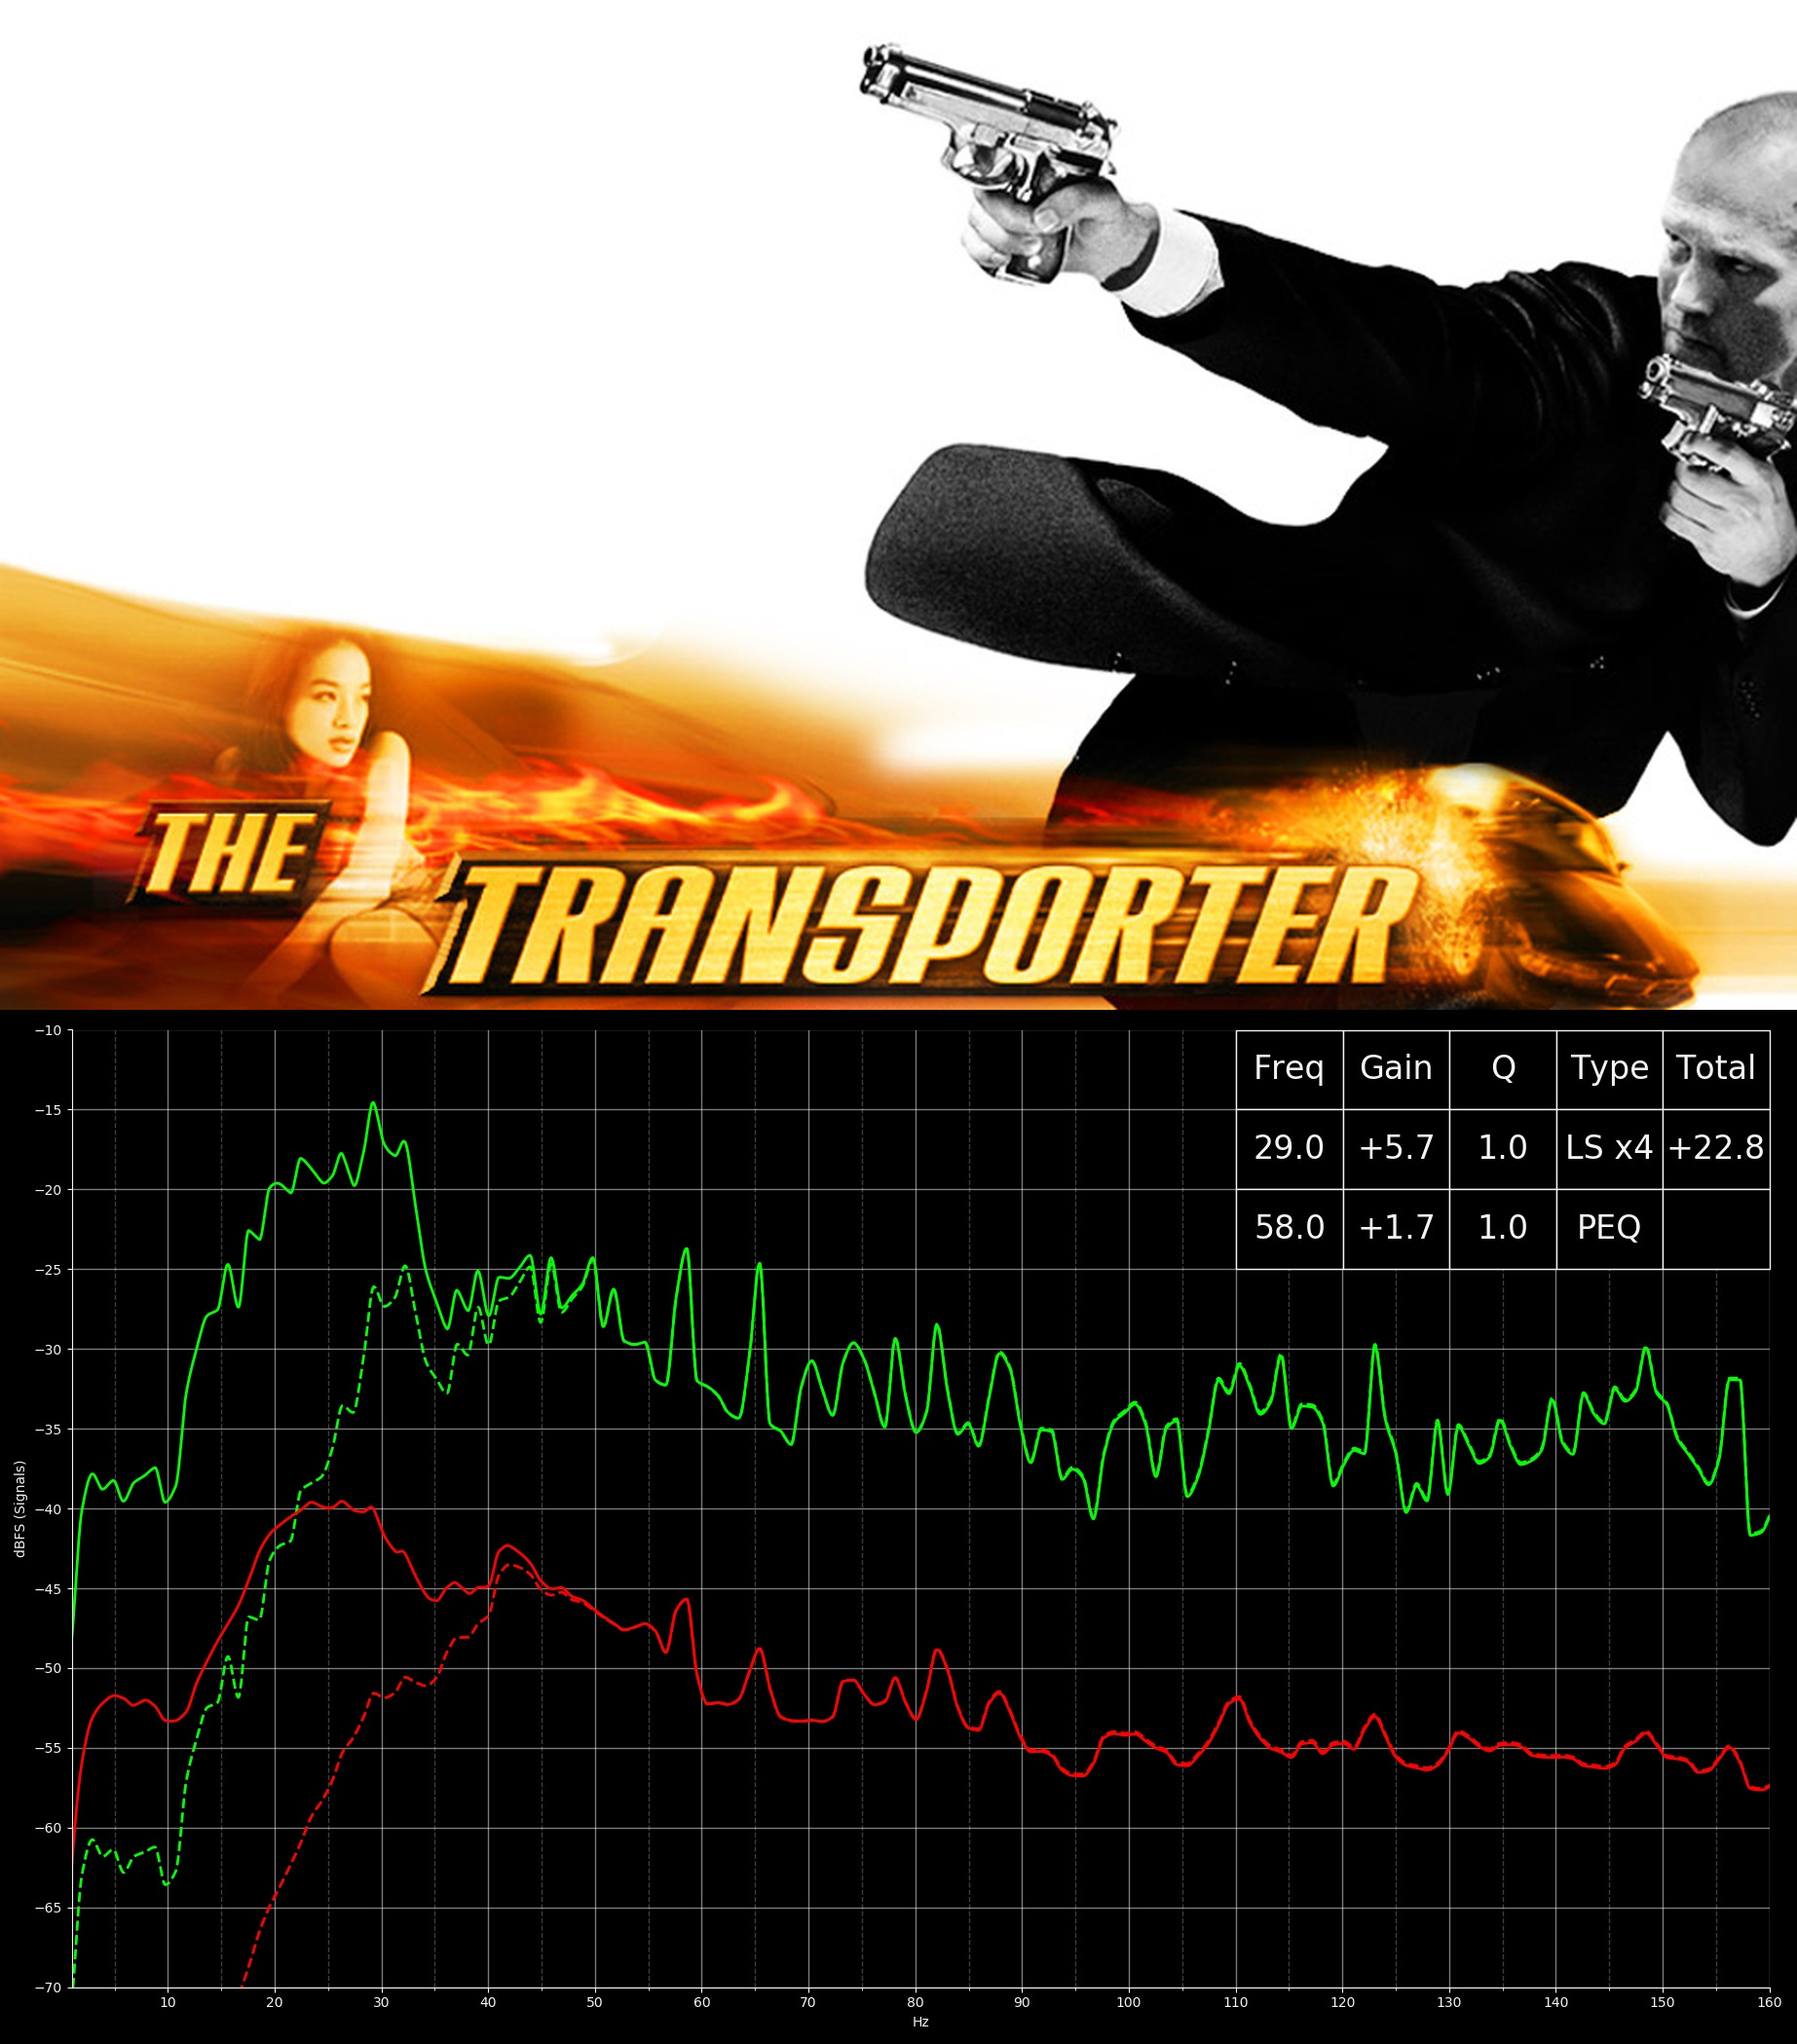 THE
TRANSPORTER
Freq Gain Q Type Total
29.0 +5.7 1.0 LS x4 +22.8
58.0 +1.7 1.0 PEQ
dBFS (Signals)
−10
−15
−20
−25
−30
−35
−40
−45
−50
−55
−60
−65
−70
10 20 30 40 50 60 70 80 90 100 110 120 130 140 150 160
Hz